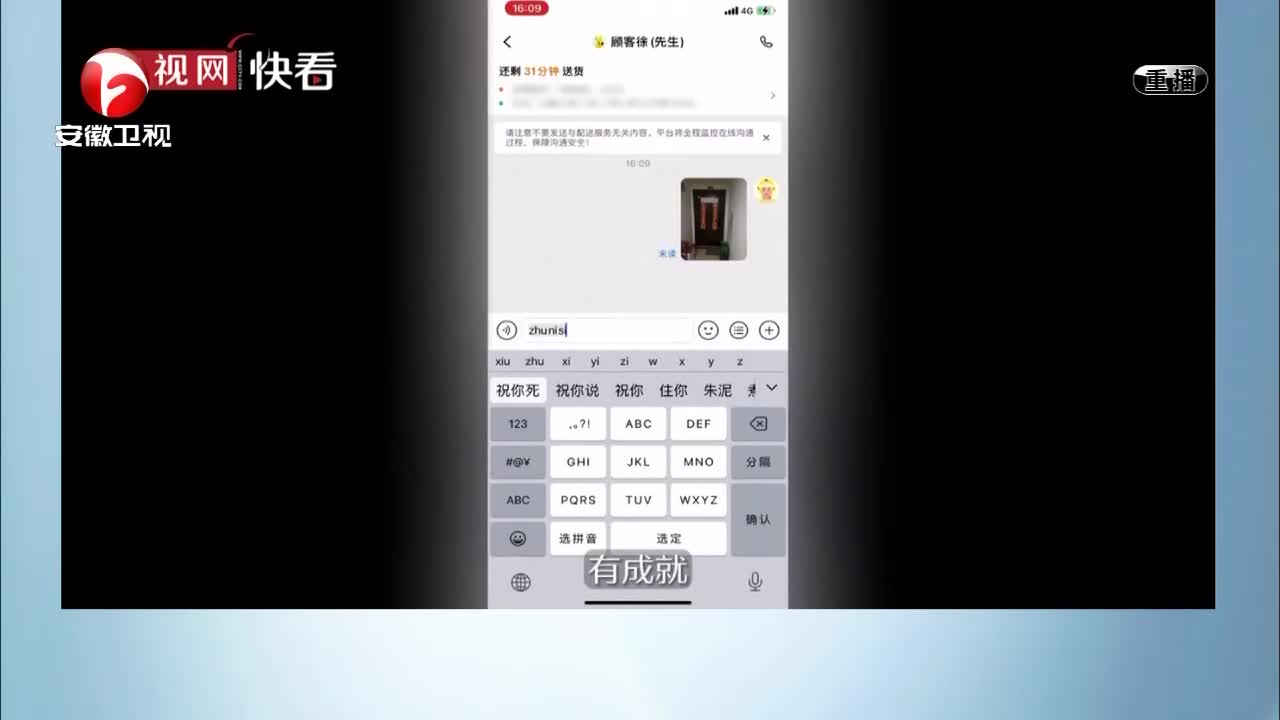 16:09
4G
视网
快看
安徽卫视
重播
顾客徐(先生)
还剩 31分钟 送货
请注意不要发送与配送服务无关内容，平台将全程监控在线沟通
过程，保障沟通安全！
16:09
未读
zhunisi
xiu zhu xi yi zi w x y z
祝你死 祝你说 祝你 住你 朱泥
123 ,。?! ABC DEF
#@¥ GHI JKL MNO 分隔
ABC PQRS TUV WXYZ
确认
选拼音 选定
有成就